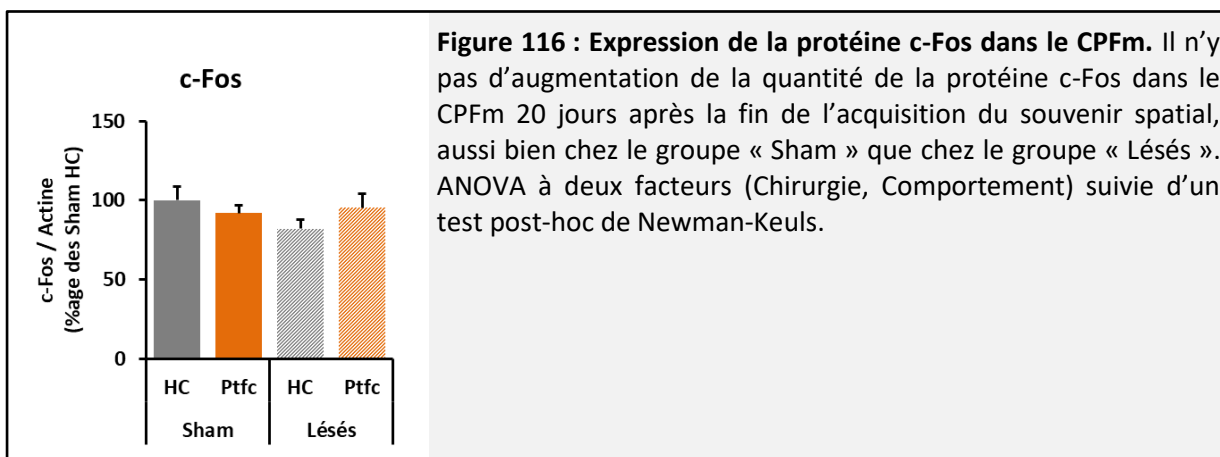 c-Fos
150
100
50
0
c-Fos / Actine
(%age des Sham HC)
HC Ptfc HC Ptfc
Sham Lésés
Figure 116 : Expression de la protéine c-Fos dans le CPFm. Il n’y
pas d’augmentation de la quantité de la protéine c-Fos dans le
CPFm 20 jours après la fin de l’acquisition du souvenir spatial,
aussi bien chez le groupe « Sham » que chez le groupe « Lésés ».
ANOVA à deux facteurs (Chirurgie, Comportement) suivie d’un
test post-hoc de Newman-Keuls.